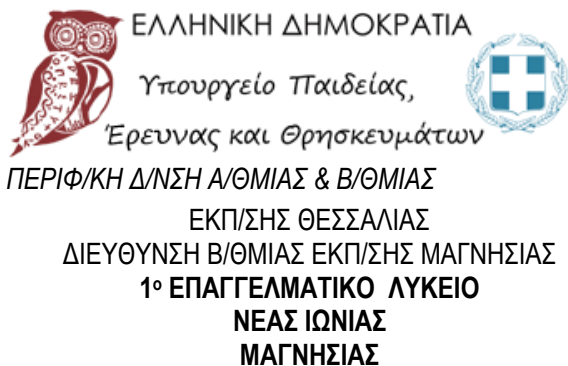 ΕΛΛΗΝΙΚΗ ΔΗΜΟΚΡΑΤΙΑ
Υπουργείο Παιδείας,
Έρευνας και Θρησκευμάτων
ΠΕΡΙΦ/ΚΗ Δ/ΝΣΗ Α/ΘΜΙΑΣ & Β/ΘΜΙΑΣ
ΕΚΠ/ΣΗΣ ΘΕΣΣΑΛΙΑΣ
ΔΙΕΥΘΥΝΣΗ Β/ΘΜΙΑΣ ΕΚΠ/ΣΗΣ ΜΑΓΝΗΣΙΑΣ
1ο ΕΠΑΓΓΕΛΜΑΤΙΚΟ ΛΥΚΕΙΟ
ΝΕΑΣ ΙΩΝΙΑΣ
ΜΑΓΝΗΣΙΑΣ